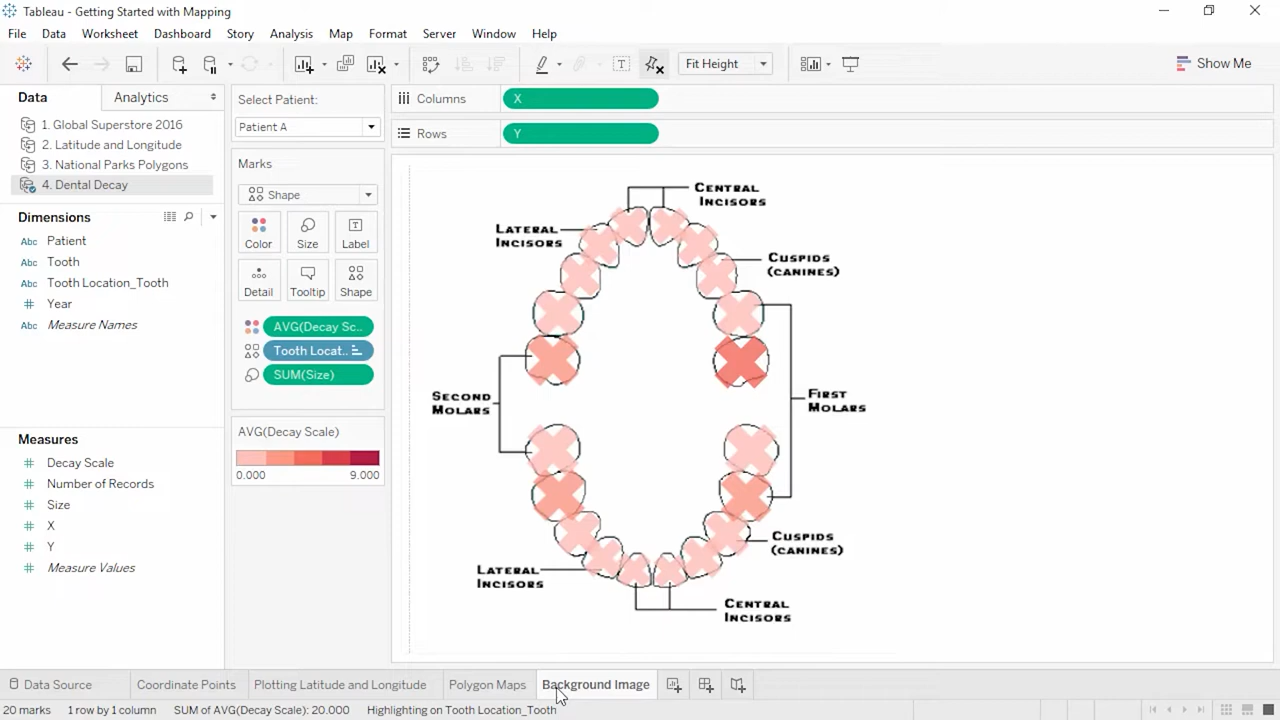 Tableau - Getting Started with Mapping
File Data Worksheet Dashboard Story Analysis Map Format Server Window Help
Fit Height
Show Me
Data Analytics
1. Global Superstore 2016
2. Latitude and Longitude
3. National Parks Polygons
4. Dental Decay
Dimensions
Abc Patient
Abc Tooth
Abc Tooth Location_Tooth
# Year
Abc Measure Names
Measures
# Decay Scale
# Number of Records
# Size
# X
# Y
# Measure Values
Select Patient:
Patient A
Marks
Shape
Color Size Label
Detail Tooltip Shape
AVG(Decay Sc..
Tooth Locat..
SUM(Size)
AVG(Decay Scale)
0.000 9.000
Columns X
Rows Y
CENTRAL
INCISORS
LATERAL
INCISORS
CUSPIDS
(CANINES)
SECOND
MOLARS
FIRST
MOLARS
CUSPIDS
(CANINES)
LATERAL
INCISORS
CENTRAL
INCISORS
Data Source Coordinate Points Plotting Latitude and Longitude Polygon Maps Background Image
20 marks 1 row by 1 column SUM of AVG(Decay Scale): 20.000 Highlighting on Tooth Location_Tooth